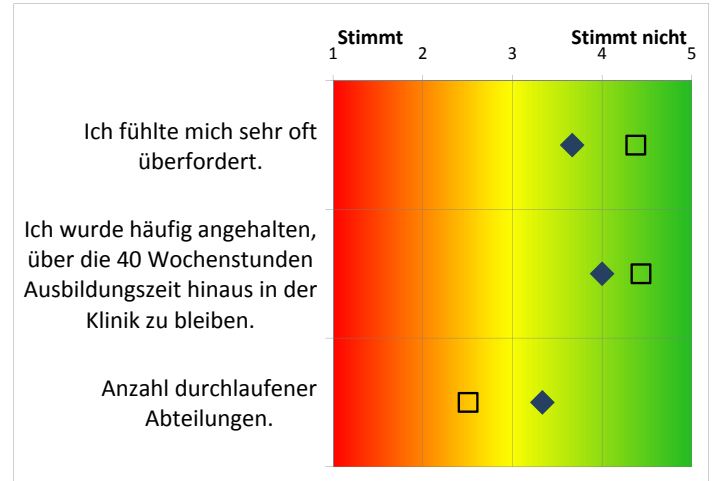 Stimmt Stimmt nicht
1 2 3 4 5
Ich fühlte mich sehr oft
überfordert.
Ich wurde häufig angehalten,
über die 40 Wochenstunden
Ausbildungszeit hinaus in der
Klinik zu bleiben.
Anzahl durchlaufener
Abteilungen.